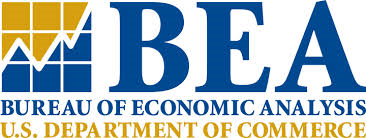 BEA
BUREAU OF ECONOMIC ANALYSIS
U.S. DEPARTMENT OF COMMERCE